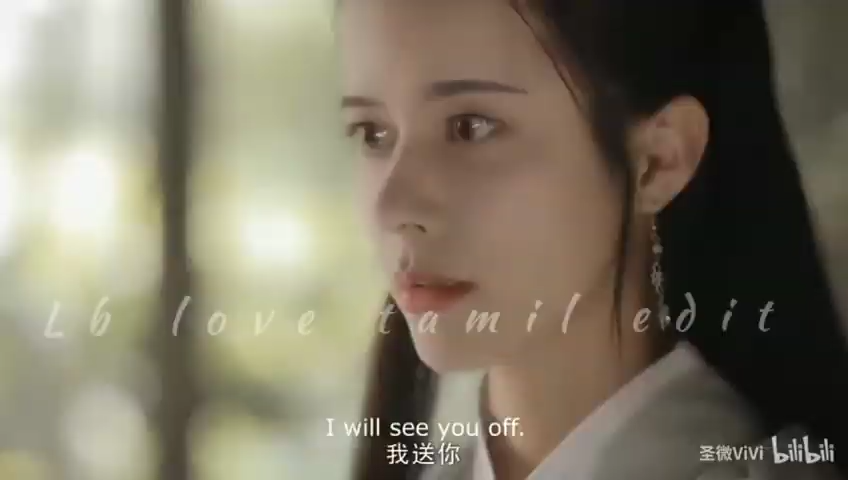 Lb love tamil edit
I will see you off.
我送你
圣微ViVi bilibili